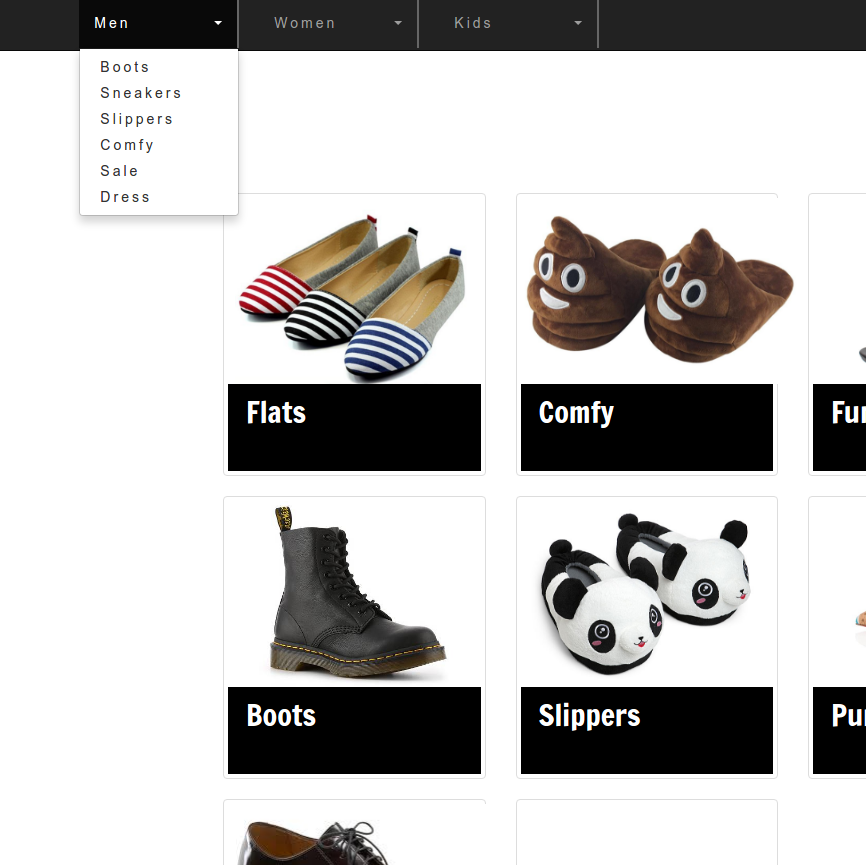 Men
Women
Kids
Boots
Sneakers
Slippers
Comfy
Sale
Dress
Flats
Comfy
Fur
Boots
Slippers
Pu